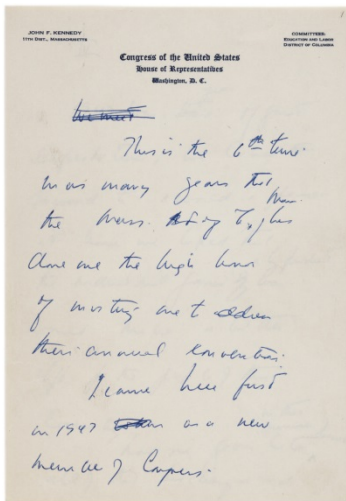 JOHN F. KENNEDY
11TH DIST., MASSACHUSETTS
COMMITTEES:
EDUCATION AND LABOR
DISTRICT OF COLUMBIA
Congress of the United States
House of Representatives
Washington, D. C.
This is the 6th time
in as many years that
the Mass. has
done me the high honor
of inviting me to address
their annual convention.
I came here first
in 1947 as a new
member of Congress.